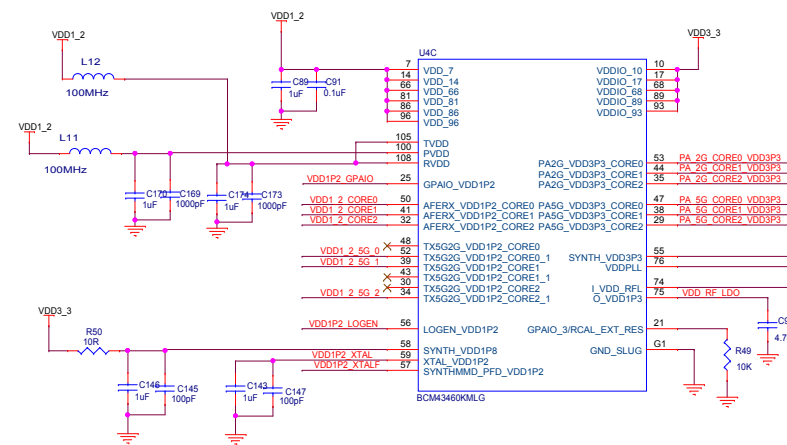 VDD1_2
VDD1_2
L12
100MHz
VDD1_2
L11
100MHz
C89
1uF
C91
0.1uF
C170
1uF
C169
1000pF
C174
1uF
C173
1000pF
VDD3_3
R50
10R
C146
1uF
C145
100pF
C143
1uF
C147
100pF
U4C
7 VDD_7
14 VDD_14
66 VDD_66
81 VDD_81
86 VDD_86
96 VDD_96
105 TVDD
100 PVDD
108 RVDD
VDD1P2_GPAIO 25 GPAIO_VDD1P2
VDD1_2_CORE0 50 AFERX_VDD1P2_CORE0
VDD1_2_CORE1 41 AFERX_VDD1P2_CORE1
VDD1_2_CORE2 32 AFERX_VDD1P2_CORE2
48 TX5G2G_VDD1P2_CORE0
VDD1_2_5G_0 52 TX5G2G_VDD1P2_CORE0_1
VDD1_2_5G_1 39 TX5G2G_VDD1P2_CORE1
43 TX5G2G_VDD1P2_CORE1_1
30 TX5G2G_VDD1P2_CORE2
VDD1_2_5G_2 34 TX5G2G_VDD1P2_CORE2_1
VDD1P2_LOGEN 56 LOGEN_VDD1P2
58 SYNTH_VDD1P8
VDD1P2_XTAL 59 XTAL_VDD1P2
VDD1P2_XTALF 57 SYNTHMMD_PFD_VDD1P2
BCM43460KMLG
VDD3_3
VDDIO_10 10
VDDIO_17 17
VDDIO_68 68
VDDIO_89 89
VDDIO_93 93
PA2G_VDD3P3_CORE0 53 PA_2G_CORE0_VDD3P3
PA2G_VDD3P3_CORE1 44 PA_2G_CORE1_VDD3P3
PA2G_VDD3P3_CORE2 35 PA_2G_CORE2_VDD3P3
PA5G_VDD3P3_CORE0 47 PA_5G_CORE0_VDD3P3
PA5G_VDD3P3_CORE1 38 PA_5G_CORE1_VDD3P3
PA5G_VDD3P3_CORE2 29 PA_5G_CORE2_VDD3P3
SYNTH_VDD3P3 55
VDDPLL 76
I_VDD_RFL 74
O_VDD1P3 75 VDD_RF_LDO
GPAIO_3/RCAL_EXT_RES 21
GND_SLUG G1
R49
10K
C9
4.7